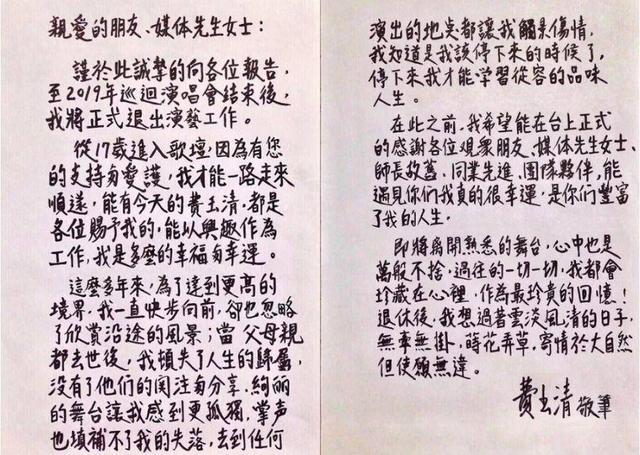 親愛的朋友、媒体先生女士:
謹於此誠摯的向各位報告,
至2019年巡迴演唱會結束後,
我將正式退出演藝工作。
從17歲進入歌壇,因為有您
的支持與愛護,我才能一路走來
順遂,能有今天的費玉清,都是
各位賜予我的,能以興趣作為
工作,我是多麼的幸福與幸運。
這麼多年來,為了達到更高的
境界,我一直快步向前,卻也忽略
了欣賞沿途的風景;當父母親
都去世後,我頓失了人生的歸屬,
沒有了他們的関注與分享,絢麗
的舞台讓我感到更孤獨,掌声
也填補不了我的失落,去到任何
演出的地点都讓我觸景傷情,
我知道是我該停下來的時候了,
停下來我才能學習從容的品味
人生。
在此之前,我希望能在台上正式
的感謝各位观衆朋友、媒体先生女士、
師長故舊、同業先進、團隊夥伴,能
遇見你們我真的很幸運,是你們豐富
了我的人生。
即將离開熟悉的舞台,心中也是
萬般不捨,過往的一切一切,我都會
珍藏在心裡,作為最珍貴的回憶!
退休後,我想過著雲淡風清的日子,
無牽無掛,蒔花弄草,寄情於大自然
但使願無違。
費玉清 敬筆